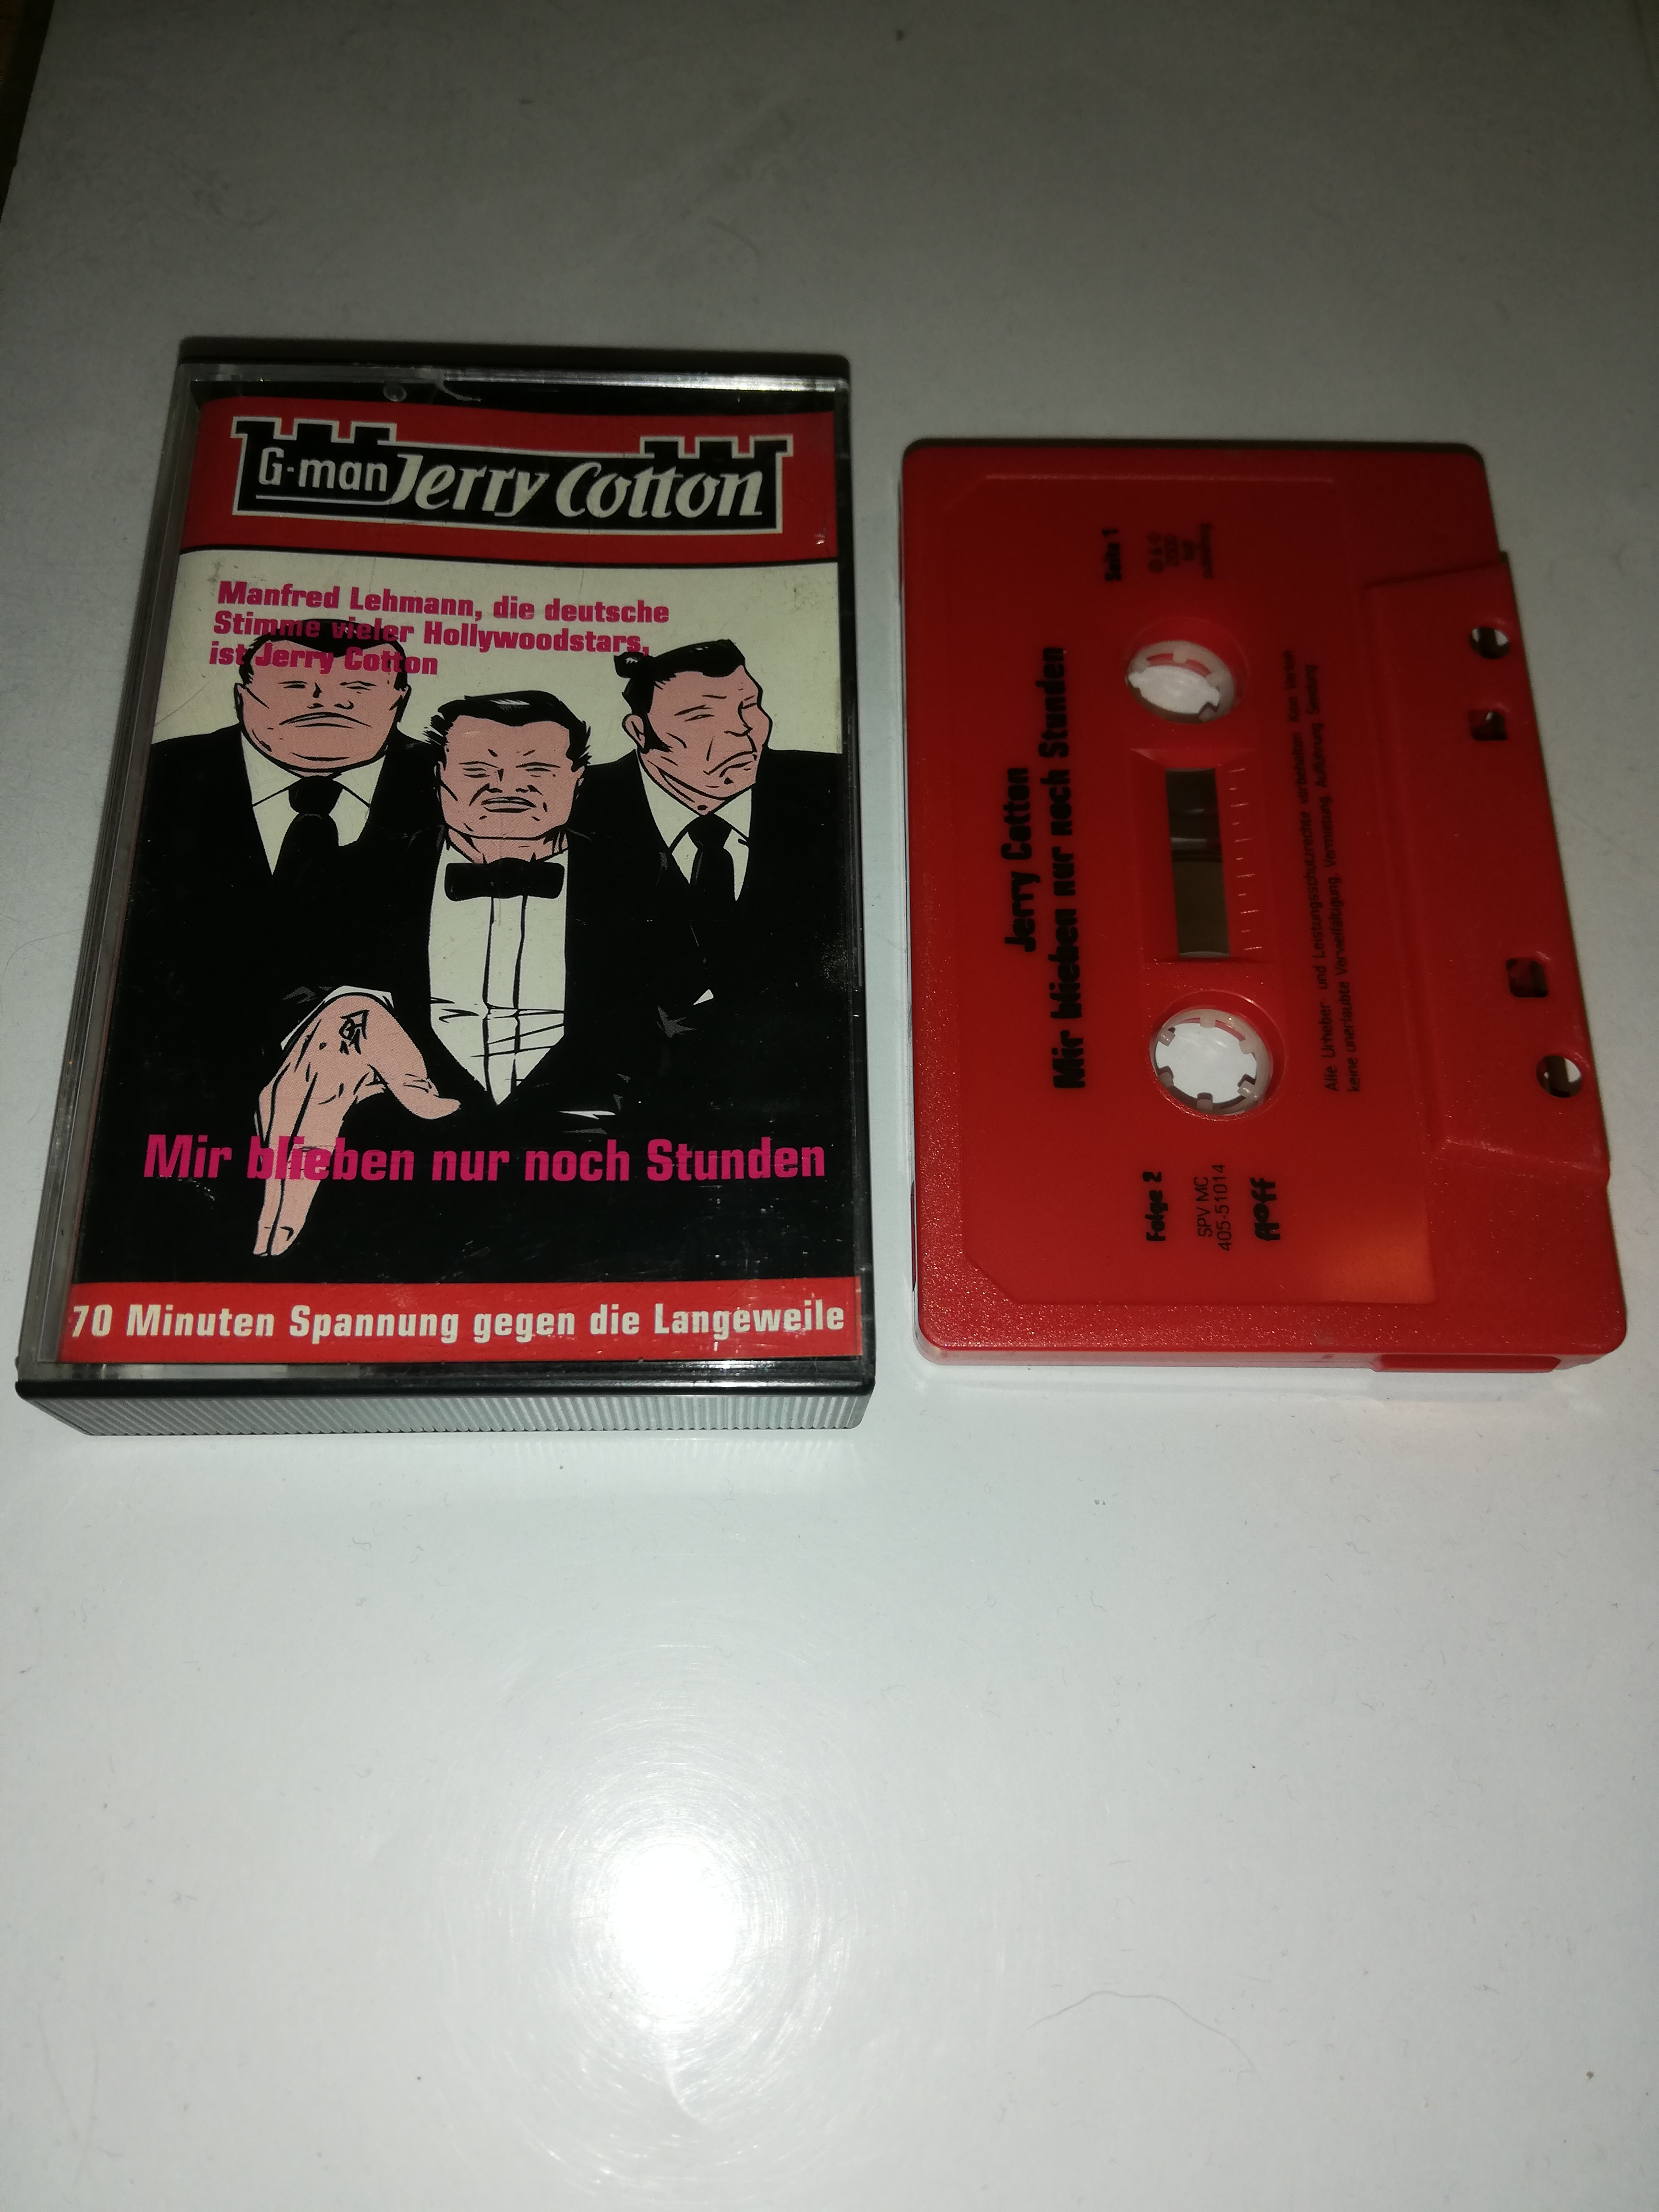 G-man Jerry Cotton
Manfred Lehmann, die deutsche
Stimme vieler Hollywoodstars,
ist Jerry Cotton
Mir blieben nur noch Stunden
70 Minuten Spannung gegen die Langeweile
Jerry Cotton
Mir blieben nur noch Stunden
Seite 1
Folge 2
SPV MC
405-51014
Alle Urheber- und Leistungsschutzrechte vorbehalten. Kein Verleih
keine unerlaubte Vervielfältigung, Vermietung, Aufführung, Sendung